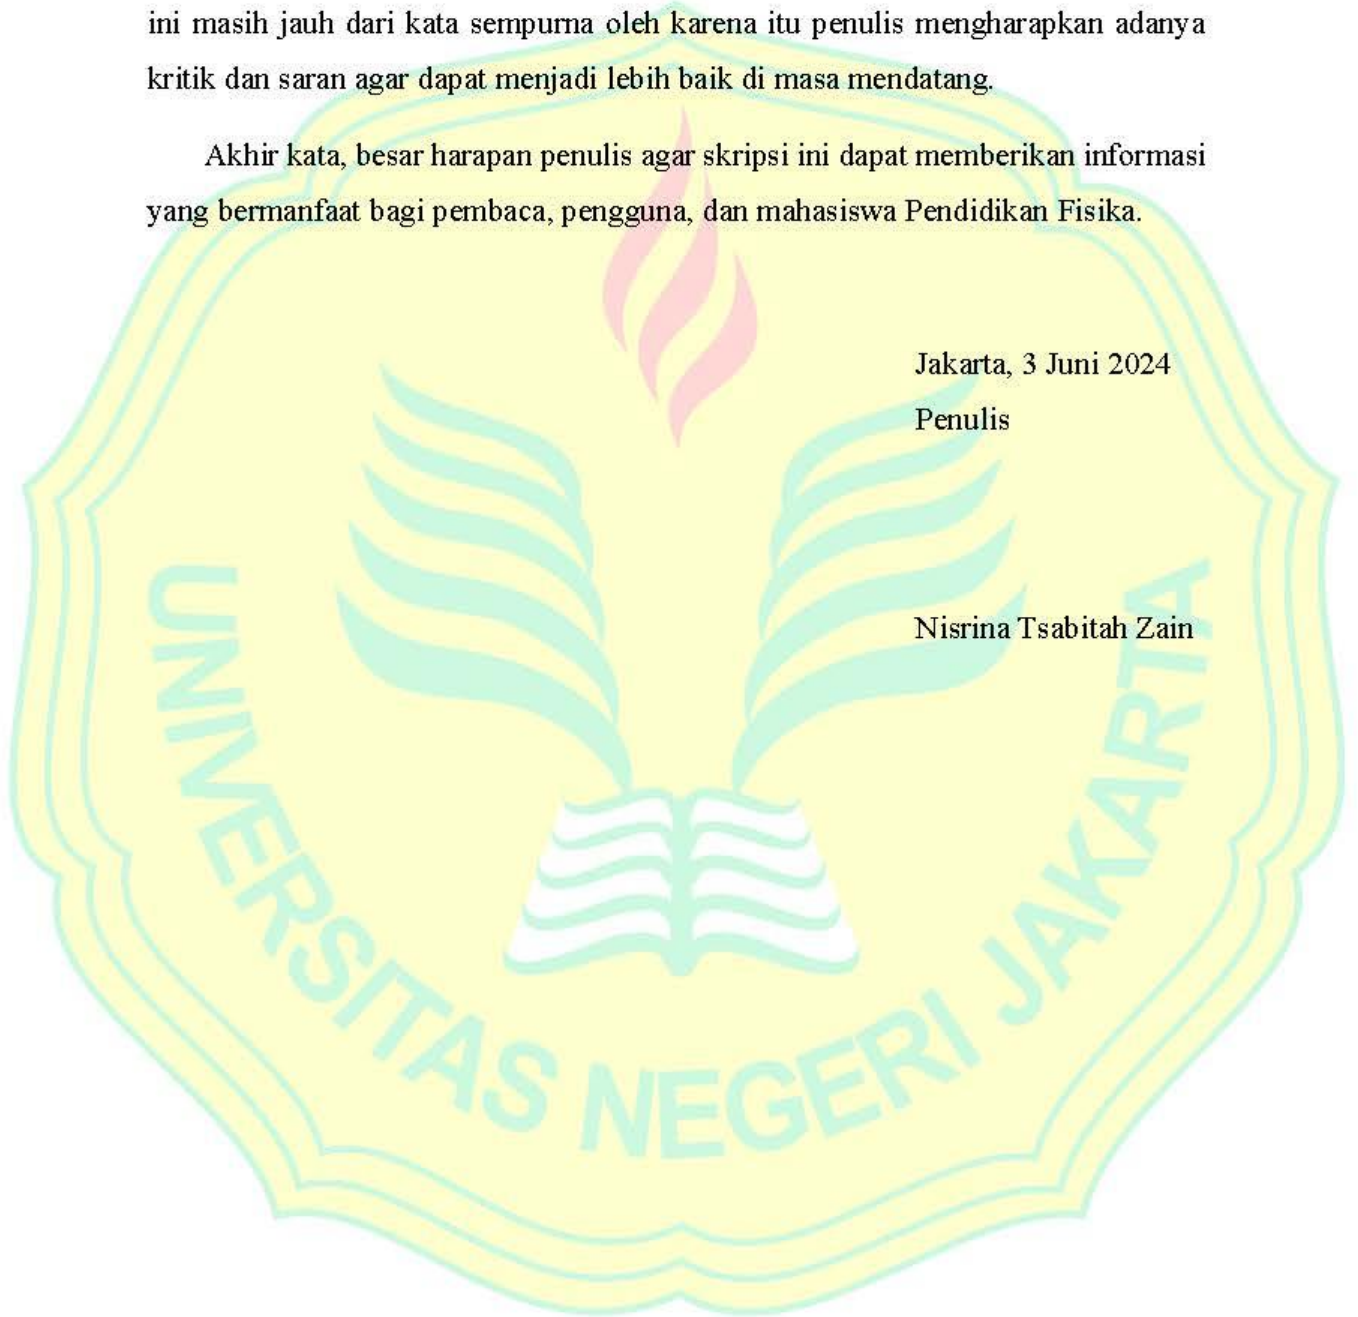 ini masih jauh dari kata sempurna oleh karena itu penulis mengharapkan adanya
kritik dan saran agar dapat menjadi lebih baik di masa mendatang.
Akhir kata, besar harapan penulis agar skripsi ini dapat memberikan informasi
yang bermanfaat bagi pembaca, pengguna, dan mahasiswa Pendidikan Fisika.
Jakarta, 3 Juni 2024
Penulis
Nisrina Tsabitah Zain
UNIVERSITAS NEGERI JAKARTA